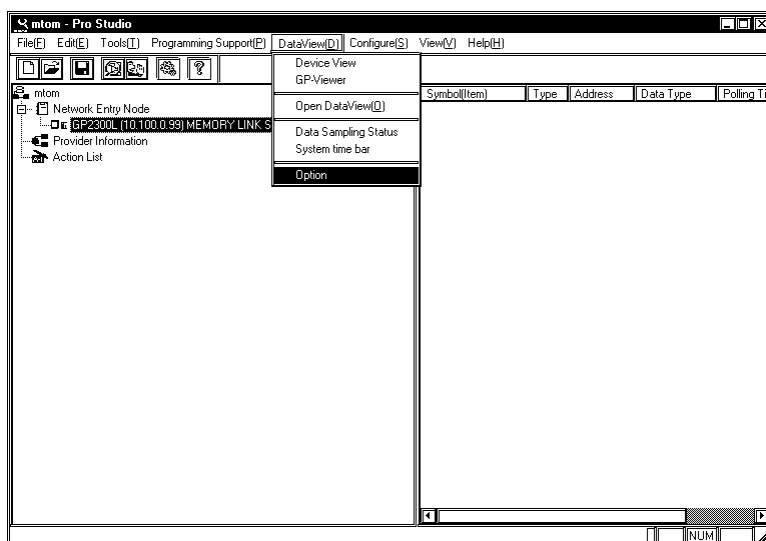 mtom - Pro Studio
File(F) Edit(E) Tools(T) Programming Support(P) DataView(D) Configure(S) View(V) Help(H)
Device View
GP-Viewer
Open DataView(O)
Data Sampling Status
System time bar
Option
mtom
Network Entry Node
GP2300L (10.100.0.99) MEMORY LINK S
Provider Information
Action List
Symbol(Item) Type Address Data Type Polling Ti
NUM